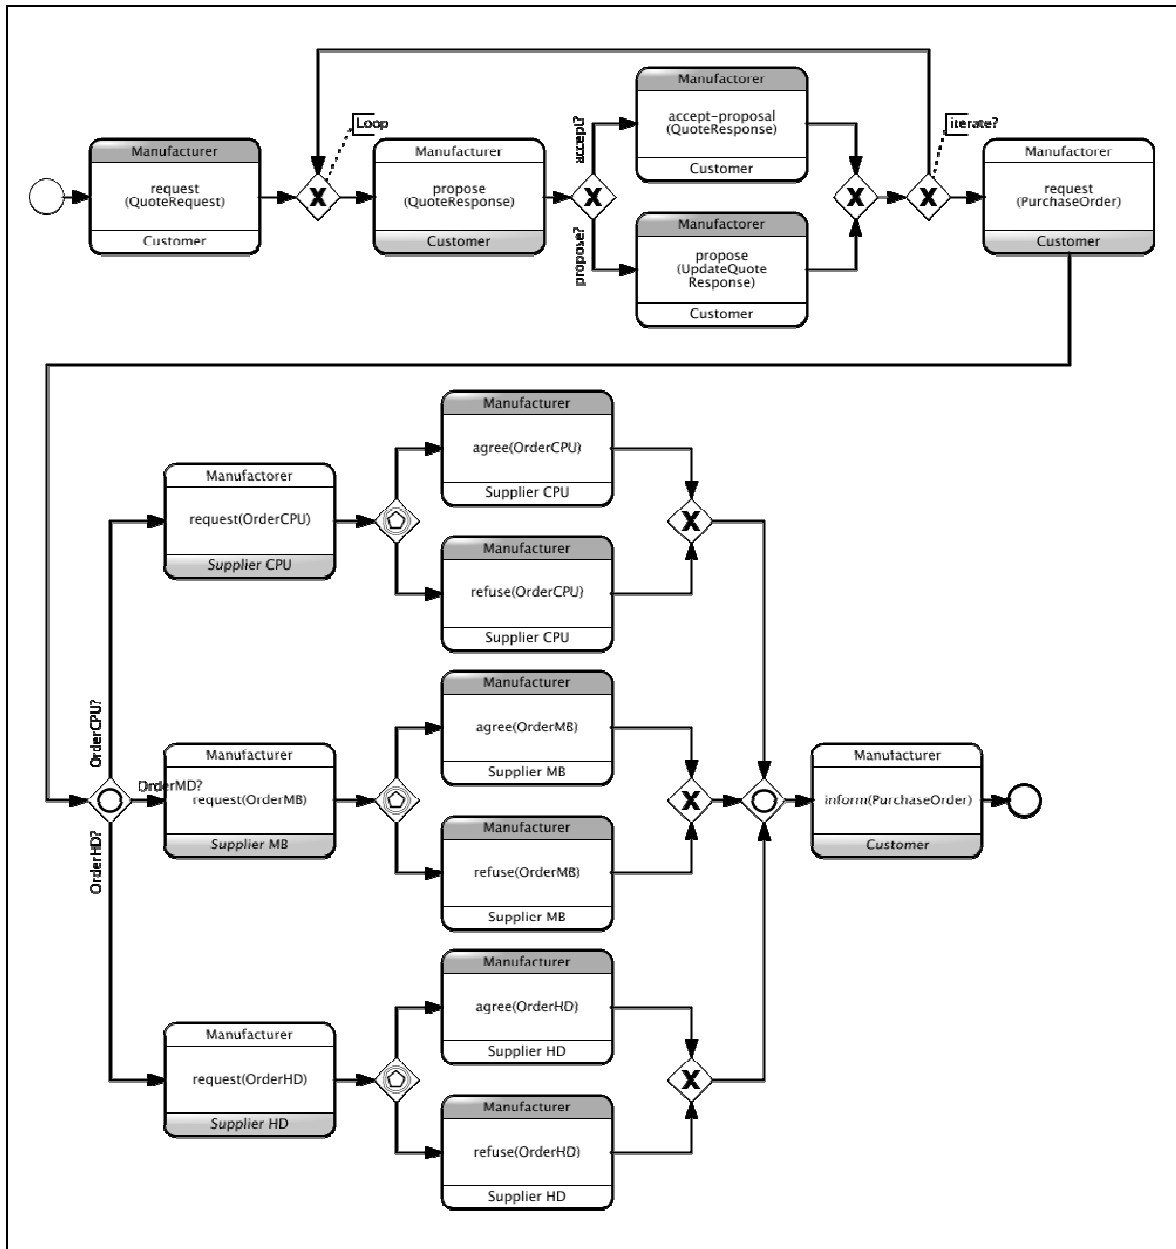 Loop
iterate?
Manufacturer
request
(QuoteRequest)
Customer
Manufactorer
propose
(QuoteResponse)
Customer
accept?
propose?
Manufactorer
accept-proposal
(QuoteResponse)
Customer
Manufactorer
propose
(UpdateQuote
Response)
Customer
Manufactorer
request
(PurchaseOrder)
Customer
OrderCPU?
OrderMD?
OrderHD?
Manufactorer
request(OrderCPU)
Supplier CPU
Manufacturer
agree(OrderCPU)
Supplier CPU
Manufacturer
refuse(OrderCPU)
Supplier CPU
Manufacturer
request(OrderMB)
Supplier MB
Manufacturer
agree(OrderMB)
Supplier MB
Manufacturer
refuse(OrderMB)
Supplier MB
Manufacturer
request(OrderHD)
Supplier HD
Manufacturer
agree(OrderHD)
Supplier HD
Manufacturer
refuse(OrderHD)
Supplier HD
Manufacturer
inform(PurchaseOrder)
Customer